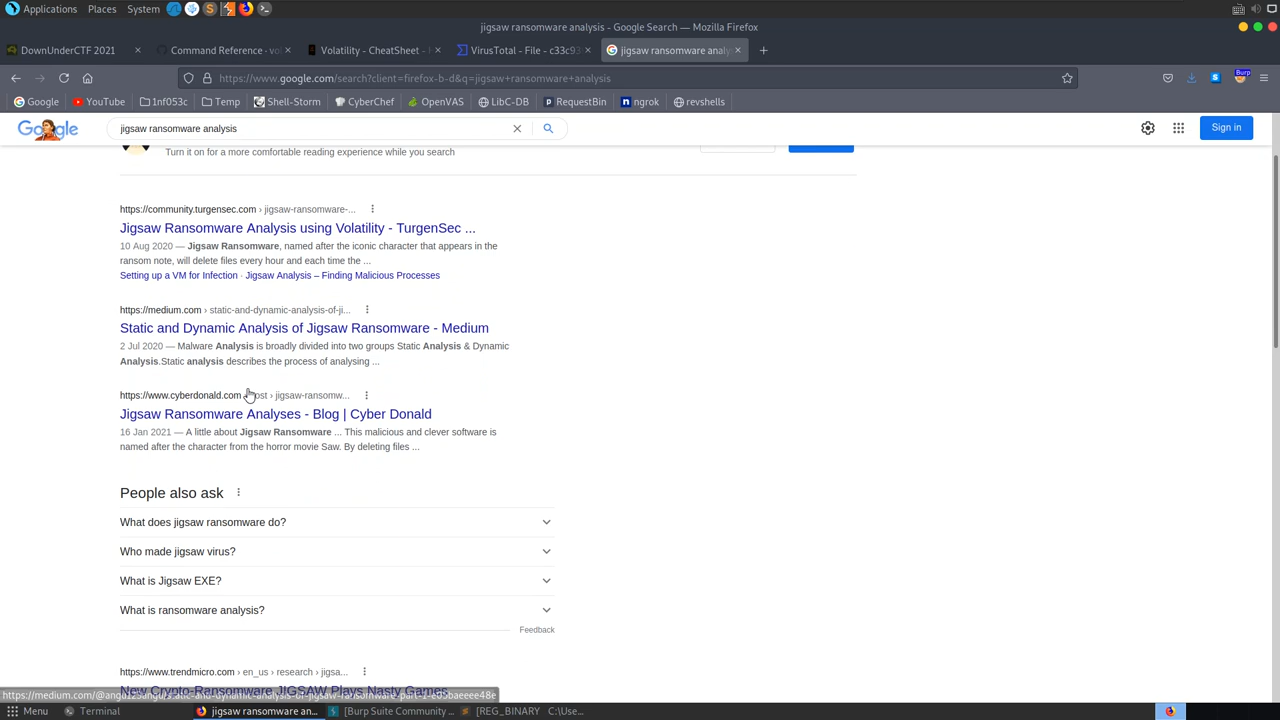 Applications Places System
jigsaw ransomware analysis - Google Search — Mozilla Firefox
DownUnderCTF 2021
Command Reference · vo
Volatility - CheatSheet - H
VirusTotal - File - c33c93
jigsaw ransomware analy
https://www.google.com/search?client=firefox-b-d&q=jigsaw+ransomware+analysis
Burp
Google YouTube 1nf053c Temp Shell-Storm CyberChef OpenVAS LibC-DB RequestBin ngrok revshells
jigsaw ransomware analysis
Sign in
Turn it on for a more comfortable reading experience while you search
https://community.turgensec.com › jigsaw-ransomware-...
Jigsaw Ransomware Analysis using Volatility - TurgenSec ...
10 Aug 2020 — Jigsaw Ransomware, named after the iconic character that appears in the
ransom note, will delete files every hour and each time the ...
Setting up a VM for Infection · Jigsaw Analysis – Finding Malicious Processes
https://medium.com › static-and-dynamic-analysis-of-ji...
Static and Dynamic Analysis of Jigsaw Ransomware - Medium
2 Jul 2020 — Malware Analysis is broadly divided into two groups Static Analysis & Dynamic
Analysis.Static analysis describes the process of analysing ...
https://www.cyberdonald.com › post › jigsaw-ransomw...
Jigsaw Ransomware Analyses - Blog | Cyber Donald
16 Jan 2021 — A little about Jigsaw Ransomware ... This malicious and clever software is
named after the character from the horror movie Saw. By deleting files ...
People also ask
What does jigsaw ransomware do?
Who made jigsaw virus?
What is Jigsaw EXE?
What is ransomware analysis?
Feedback
https://www.trendmicro.com › en_us › research › jigsa...
New Crypto-Ransomware JIGSAW Plays Nasty Games
Menu
Terminal
jigsaw ransomware an...
[Burp Suite Community ...
[REG_BINARY C:\Use...